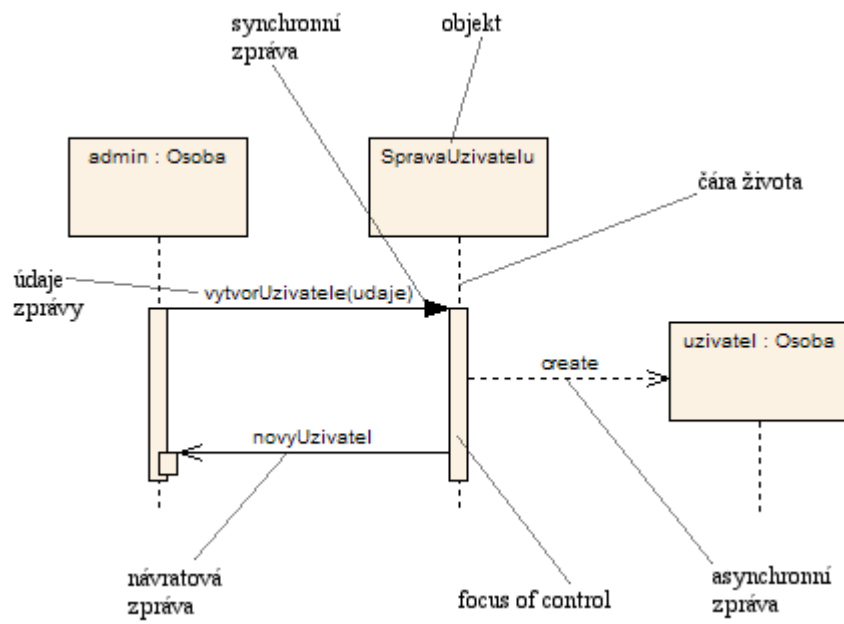 synchronní
zpráva
objekt
admin : Osoba
SpravaUzivatelu
čára života
údaje
zprávy
vytvorUzivatele(udaje)
uzivatel : Osoba
create
novyUzivatel
návratová
zpráva
focus of control
asynchronní
zpráva